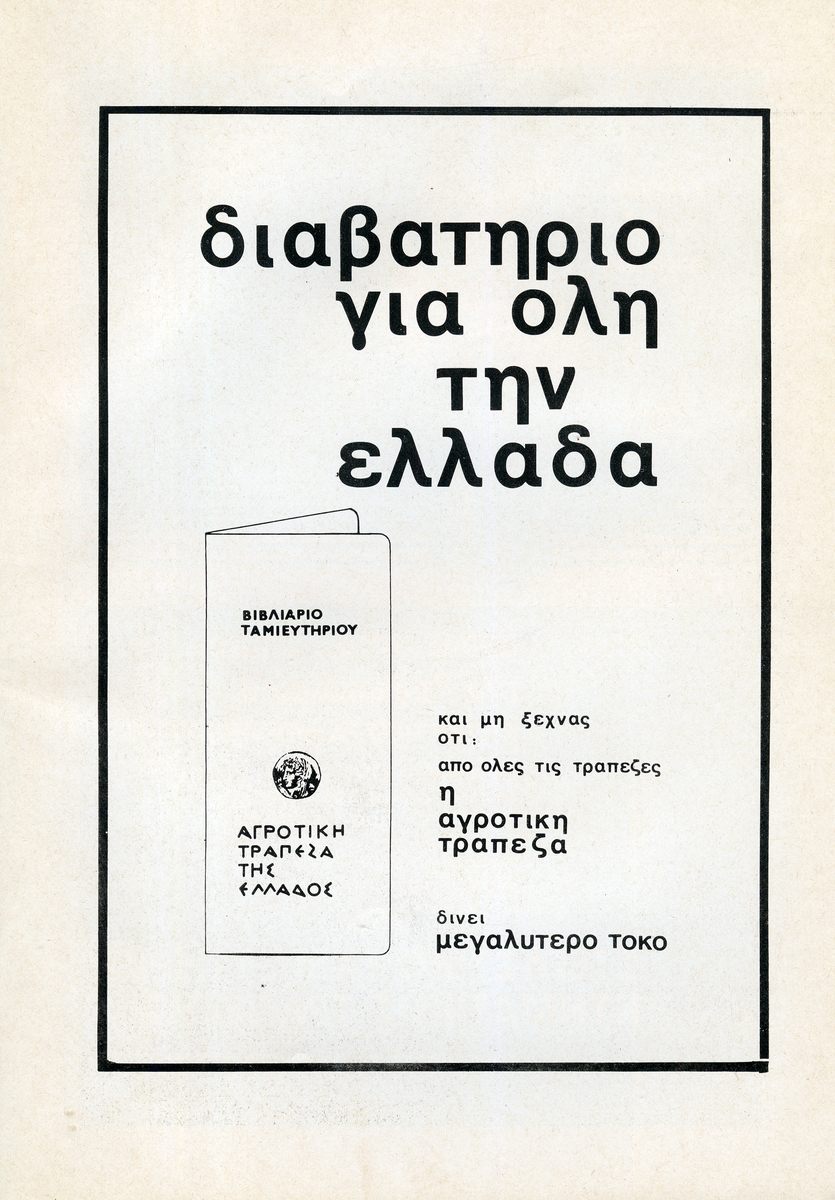 διαβατηριο
για ολη
την
ελλαδα
ΒΙΒΛΙΑΡΙΟ
ΤΑΜΙΕΥΤΗΡΙΟΥ
ΑΓΡΟΤΙΚΗ
ΤΡΑΠΕΖΑ
ΤΗΣ
ΕΛΛΑΔΟΣ
και μη ξεχνας
οτι:
απο ολες τις τραπεζες
η
αγροτικη
τραπεζα
δινει
μεγαλυτερο τοκο